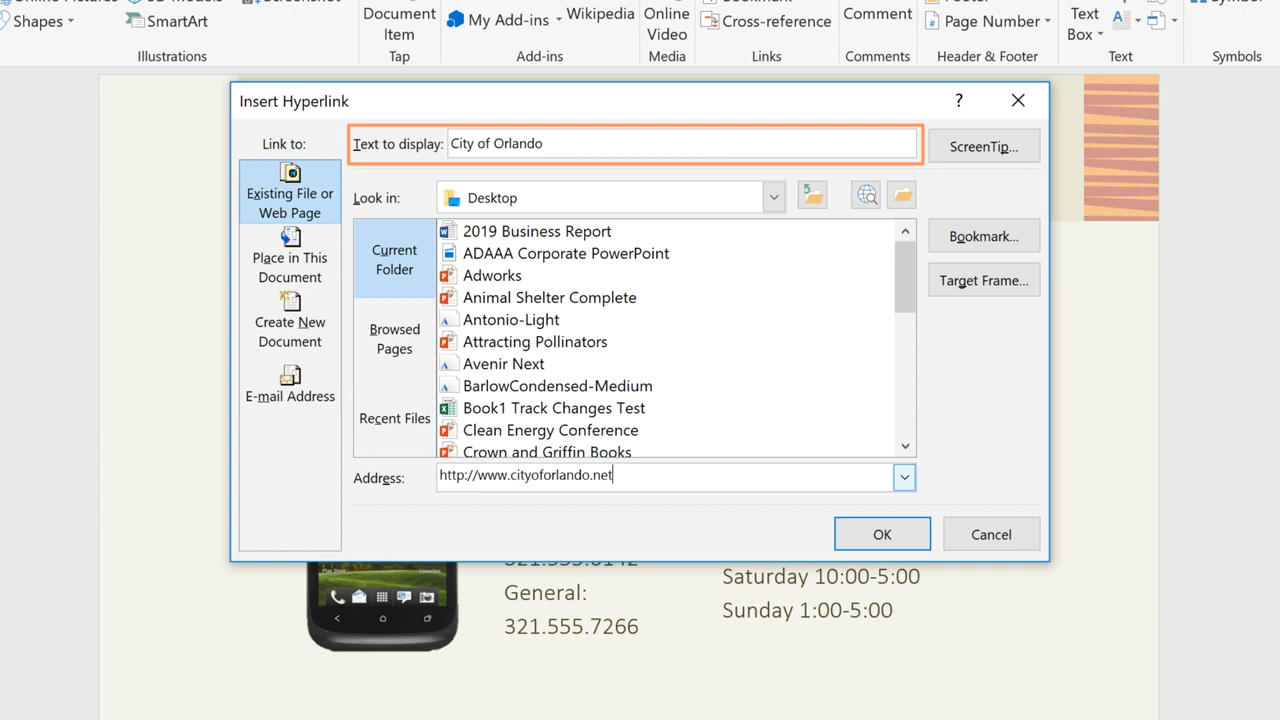 Shapes
3D Models
SmartArt
Screenshot
Illustrations
Document
Item
Tap
My Add-ins
Wikipedia
Add-ins
Online
Video
Media
Bookmark
Cross-reference
Links
Comment
Comments
Footer
Page Number
Header & Footer
Text
Box
Text
Symbol
Symbols
Insert Hyperlink
?
Link to:
Text to display: City of Orlando
ScreenTip...
Existing File or
Web Page
Look in: Desktop
Place in This
Document
Create New
Document
E-mail Address
Current
Folder
Browsed
Pages
Recent Files
2019 Business Report
ADAAA Corporate PowerPoint
Adworks
Animal Shelter Complete
Antonio-Light
Attracting Pollinators
Avenir Next
BarlowCondensed-Medium
Book1 Track Changes Test
Clean Energy Conference
Crown and Griffin Books
Bookmark...
Target Frame...
Address: http://www.cityoforlando.net
OK
Cancel
General:
321.555.7266
Saturday 10:00-5:00
Sunday 1:00-5:00